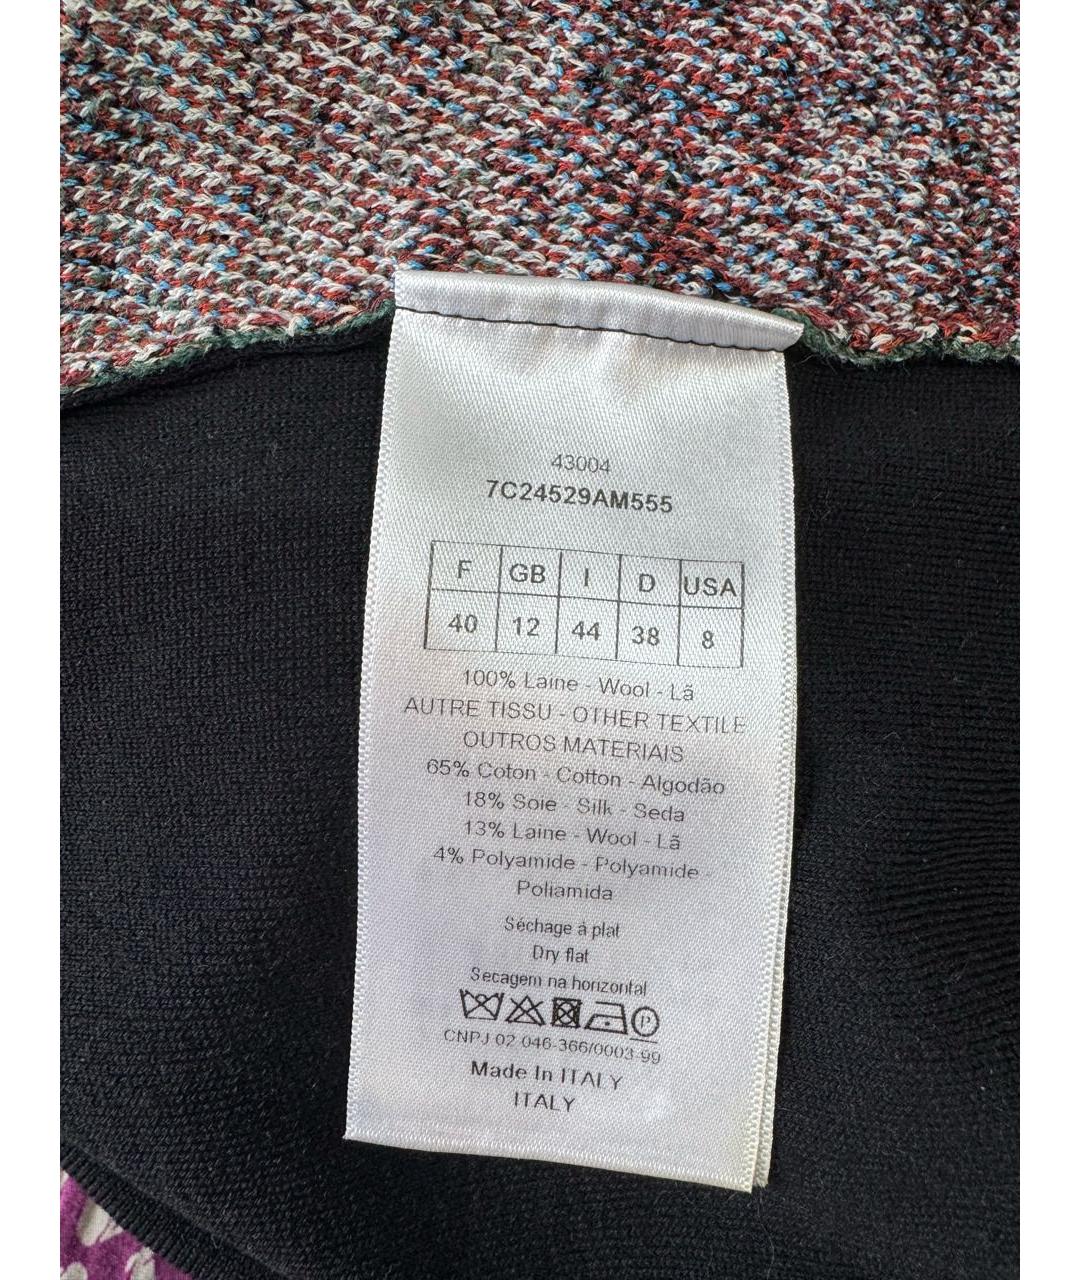 43004
7C24529AM555
F GB I D USA
40 12 44 38 8
100% Laine - Wool - Lã
AUTRE TISSU - OTHER TEXTILE
OUTROS MATERIAIS
65% Coton - Cotton - Algodão
18% Soie - Silk - Seda
13% Laine - Wool - Lã
4% Polyamide - Polyamide -
Poliamida
Séchage à plat
Dry flat
Secagem na horizontal
P
CNPJ 02 046-366/0003-99
Made In ITALY
ITALY